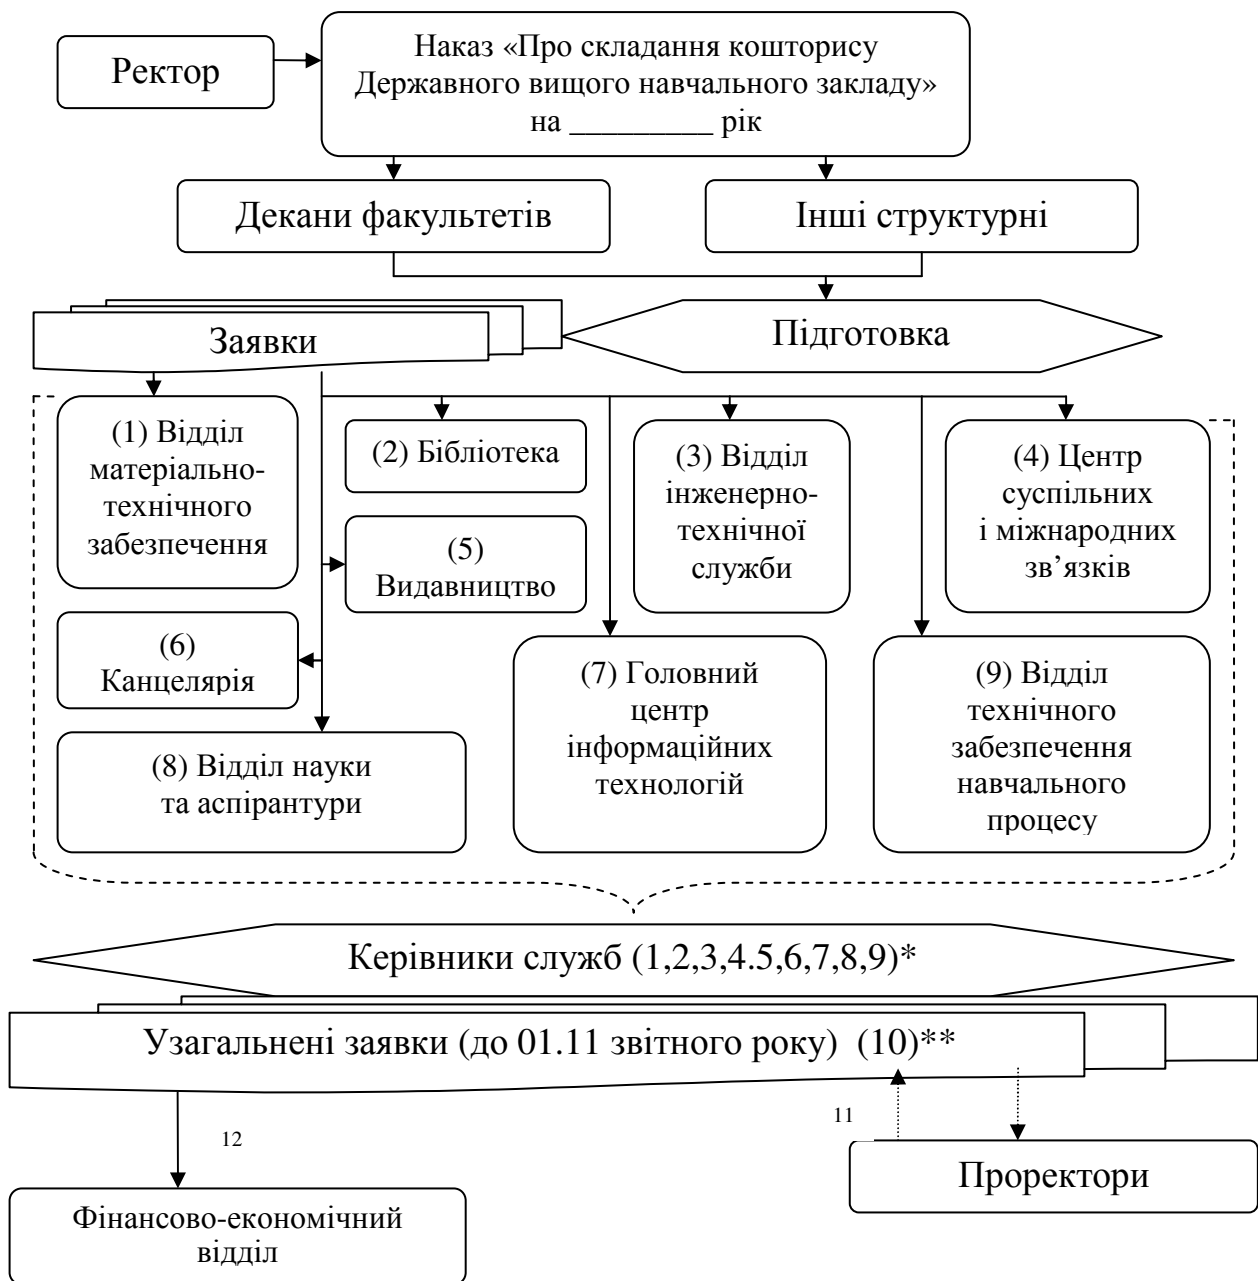 Ректор
Наказ «Про складання кошторису
Державного вищого навчального закладу»
на _________ рік
Декани факультетів
Інші структурні
Заявки
Підготовка
(1) Відділ
матеріально-
технічного
забезпечення
(2) Бібліотека
(3) Відділ
інженерно-
технічної
служби
(4) Центр
суспільних
і міжнародних
зв’язків
(5)
Видавництво
(6)
Канцелярія
(7) Головний
центр
інформаційних
технологій
(9) Відділ
технічного
забезпечення
навчального
процесу
(8) Відділ науки
та аспірантури
Керівники служб (1,2,3,4.5,6,7,8,9)*
Узагальнені заявки (до 01.11 звітного року) (10)**
11
12
Проректори
Фінансово-економічний
відділ